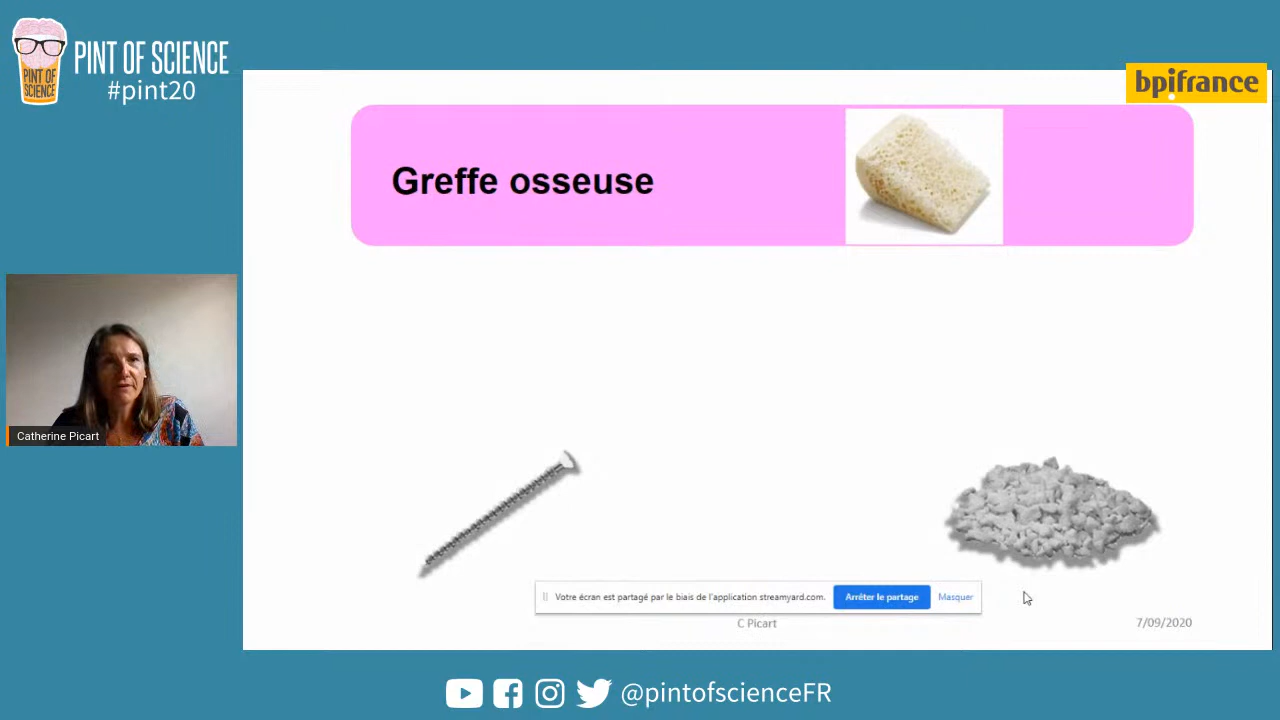 PINT OF SCIENCE
#pint20
PINT OF
SCIENCE
bpifrance
Greffe osseuse
Catherine Picart
Votre écran est partagé par le biais de l'application streamyard.com.
Arrêter le partage
Masquer
C Picart
7/09/2020
@pintofscienceFR